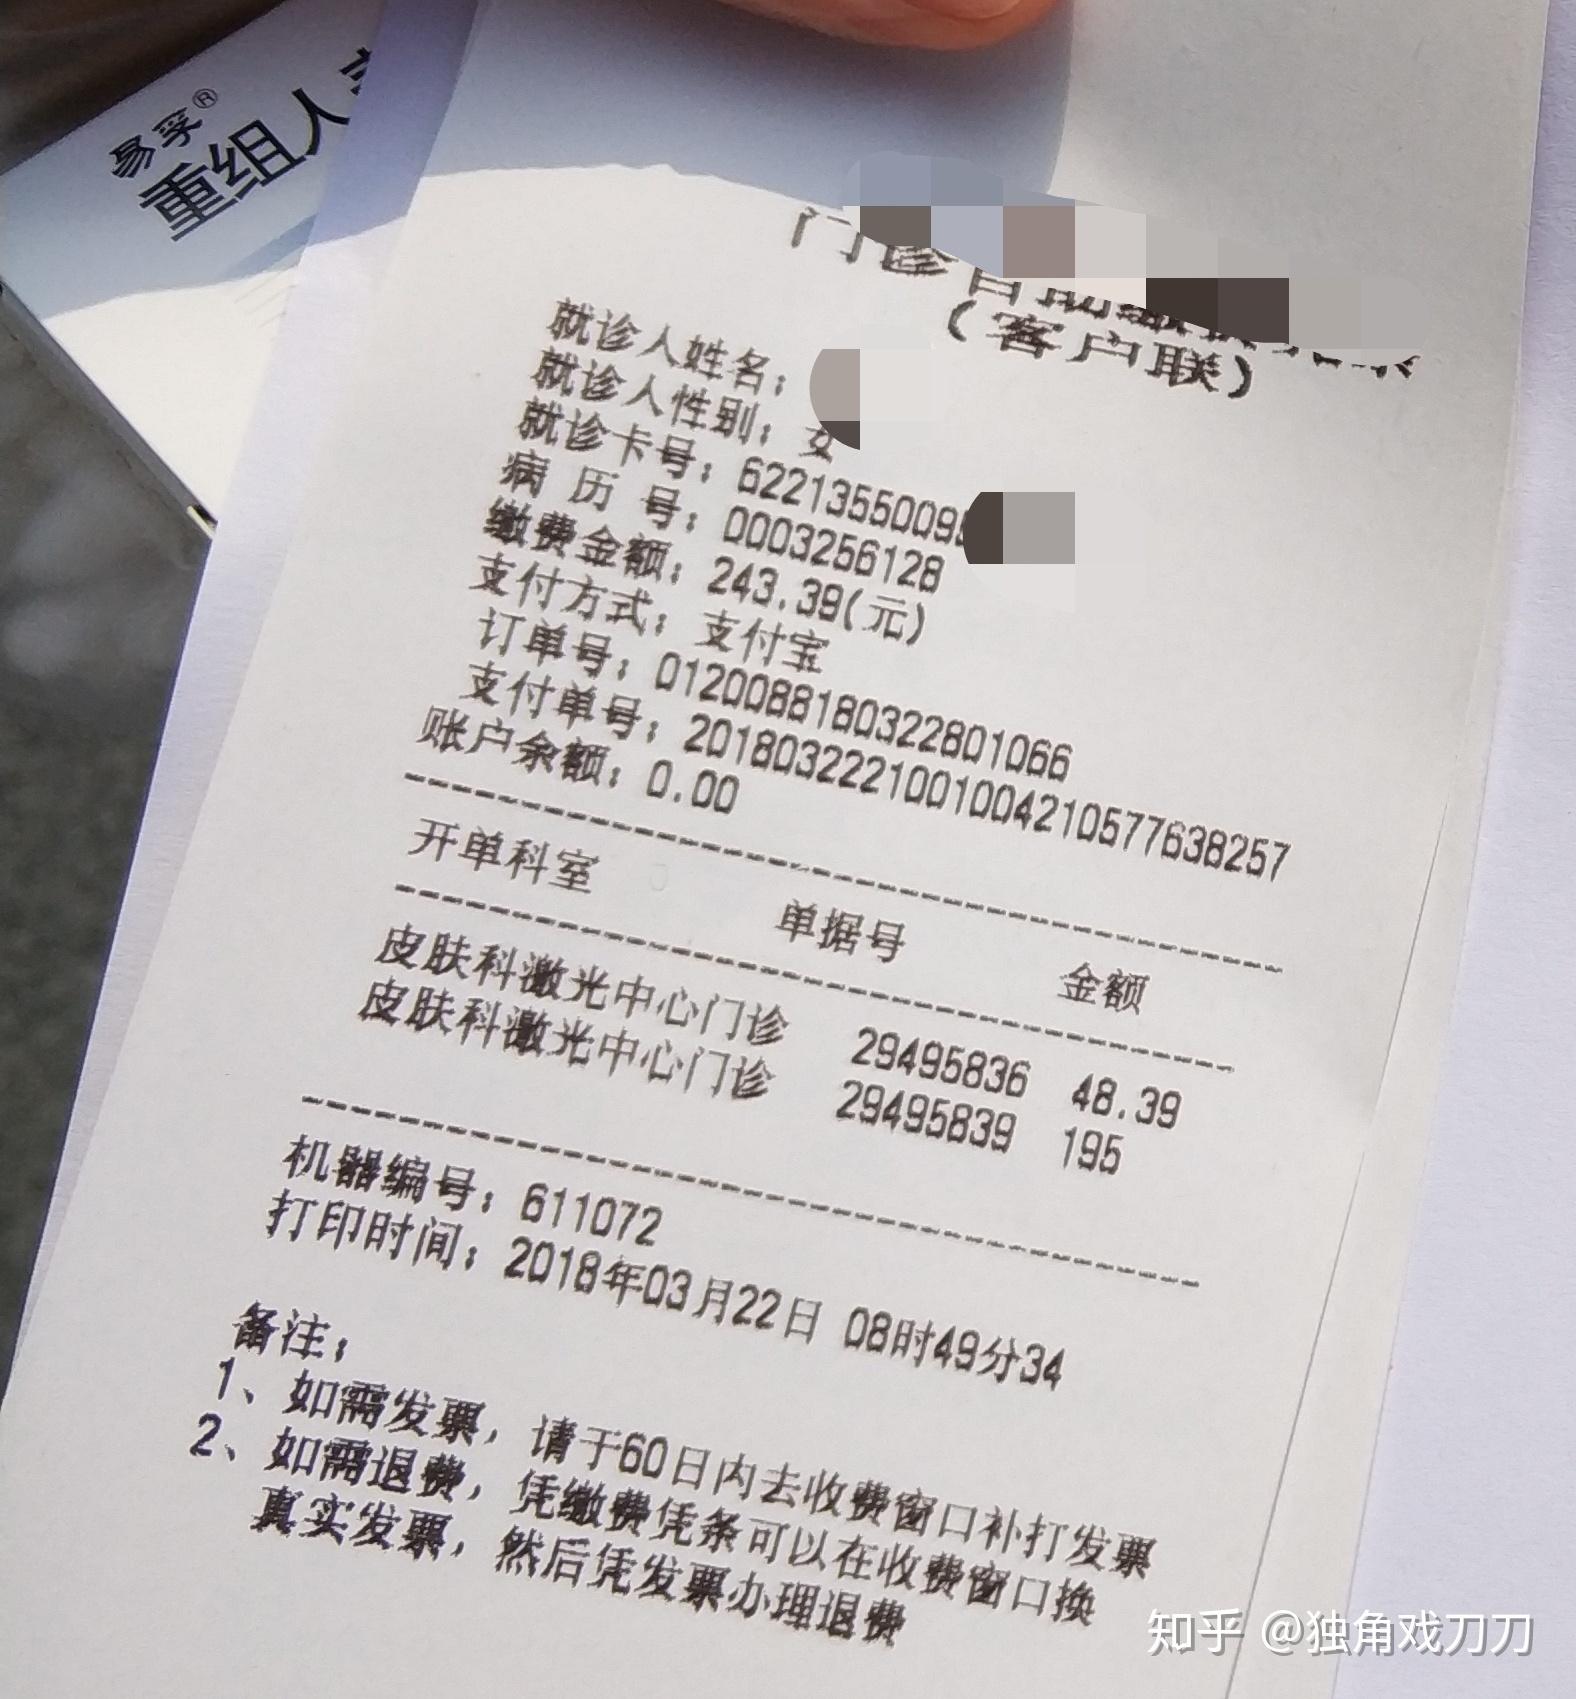 易孚®
重组人
门诊自助缴
(客户联)
就诊人姓名:
就诊人性别: 女
就诊卡号: 6221355009
病 历 号: 0003256128
缴费金额: 243.39(元)
支付方式: 支付宝
订单号: 0120088180322801066
支付单号: 2018032221001004210577638257
账户余额: 0.00
开单科室 单据号 金额
皮肤科激光中心门诊 29495836 48.39
皮肤科激光中心门诊 29495839 195
机器编号: 611072
打印时间: 2018年03月22日 08时49分34
备注:
1、如需发票, 请于60日内去收费窗口补打发票
2、如需退费, 凭缴费凭条可以在收费窗口换
真实发票, 然后凭发票办理退费
知乎 @独角戏刀刀